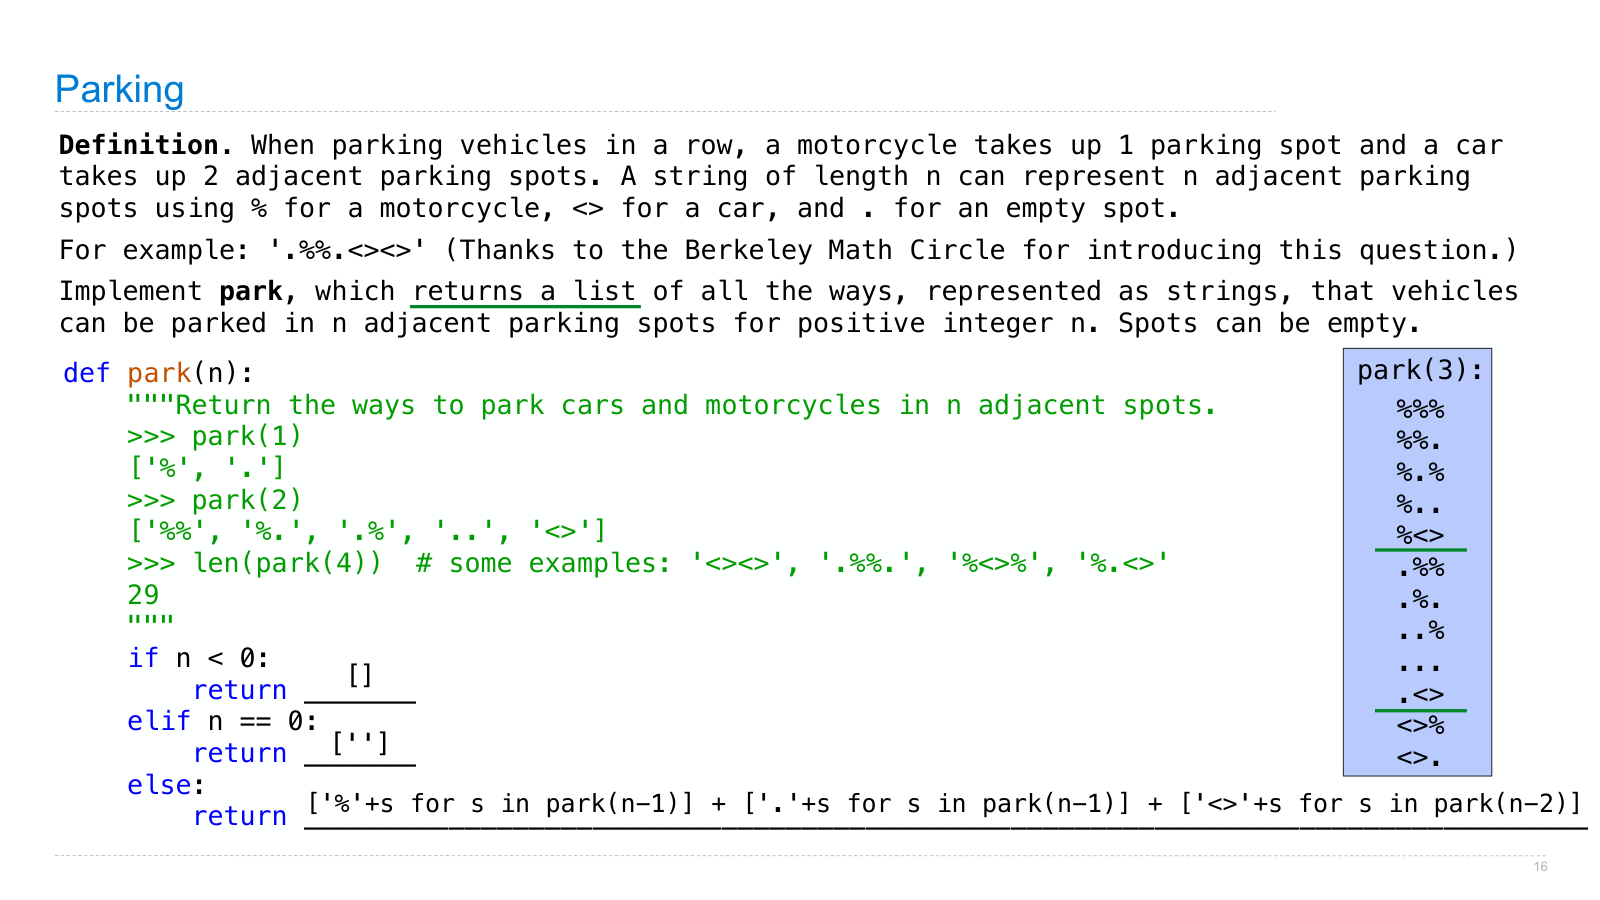 Parking
Definition. When parking vehicles in a row, a motorcycle takes up 1 parking spot and a car
takes up 2 adjacent parking spots. A string of length n can represent n adjacent parking
spots using % for a motorcycle, <> for a car, and . for an empty spot.
For example: '.%%.<><>' (Thanks to the Berkeley Math Circle for introducing this question.)
Implement park, which returns a list of all the ways, represented as strings, that vehicles
can be parked in n adjacent parking spots for positive integer n. Spots can be empty.
def park(n):
    """Return the ways to park cars and motorcycles in n adjacent spots.
    >>> park(1)
    ['%', '.']
    >>> park(2)
    ['%%', '%.', '.%', '..', '<>']
    >>> len(park(4))  # some examples: '<><>', '.%%.', '%<>%', '%.<>'
    29
    """
    if n < 0:
        return []
    elif n == 0:
        return ['']
    else:
        return ['%'+s for s in park(n-1)] + ['.'+s for s in park(n-1)] + ['<>'+s for s in park(n-2)]
park(3):
%%%
%%.
%.%
%..
%<>
.%%
.%.
..%
...
.<>
<>%
<>.
16